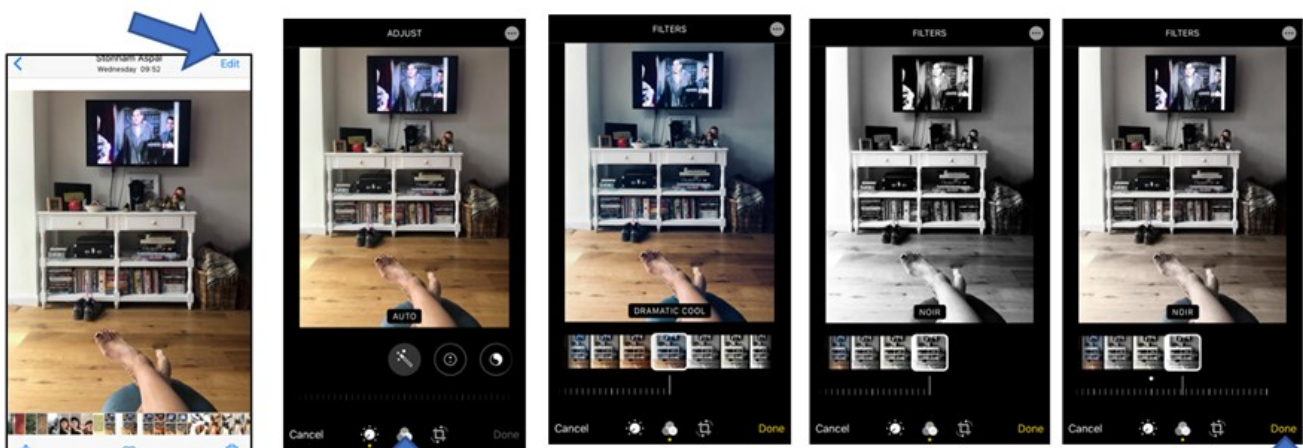 Stonham Aspal
Wednesday 09:52
Edit
ADJUST
AUTO
Cancel
Done
FILTERS
DRAMATIC COOL
Cancel
Done
FILTERS
NOIR
Cancel
Done
FILTERS
NOIR
Cancel
Done